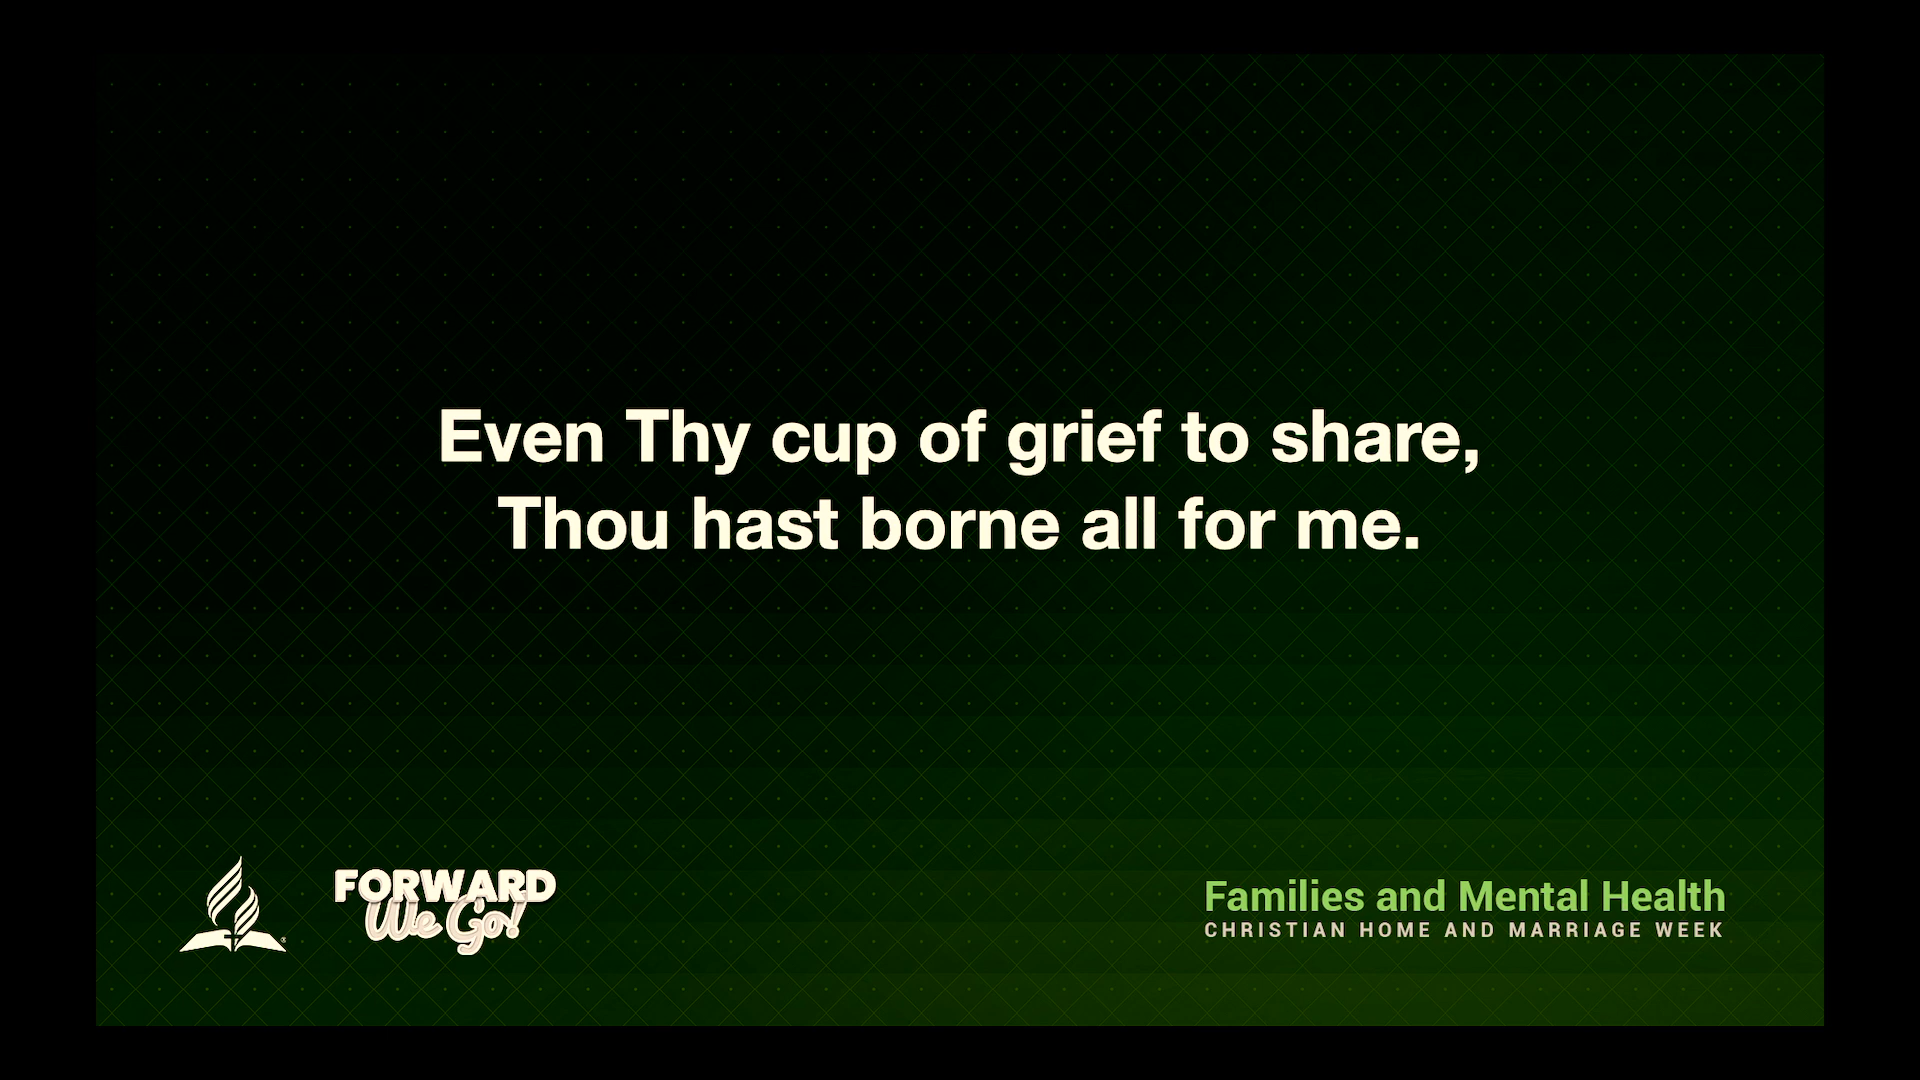 Even Thy cup of grief to share,
Thou hast borne all for me.
FORWARD
We Go!
Families and Mental Health
CHRISTIAN HOME AND MARRIAGE WEEK